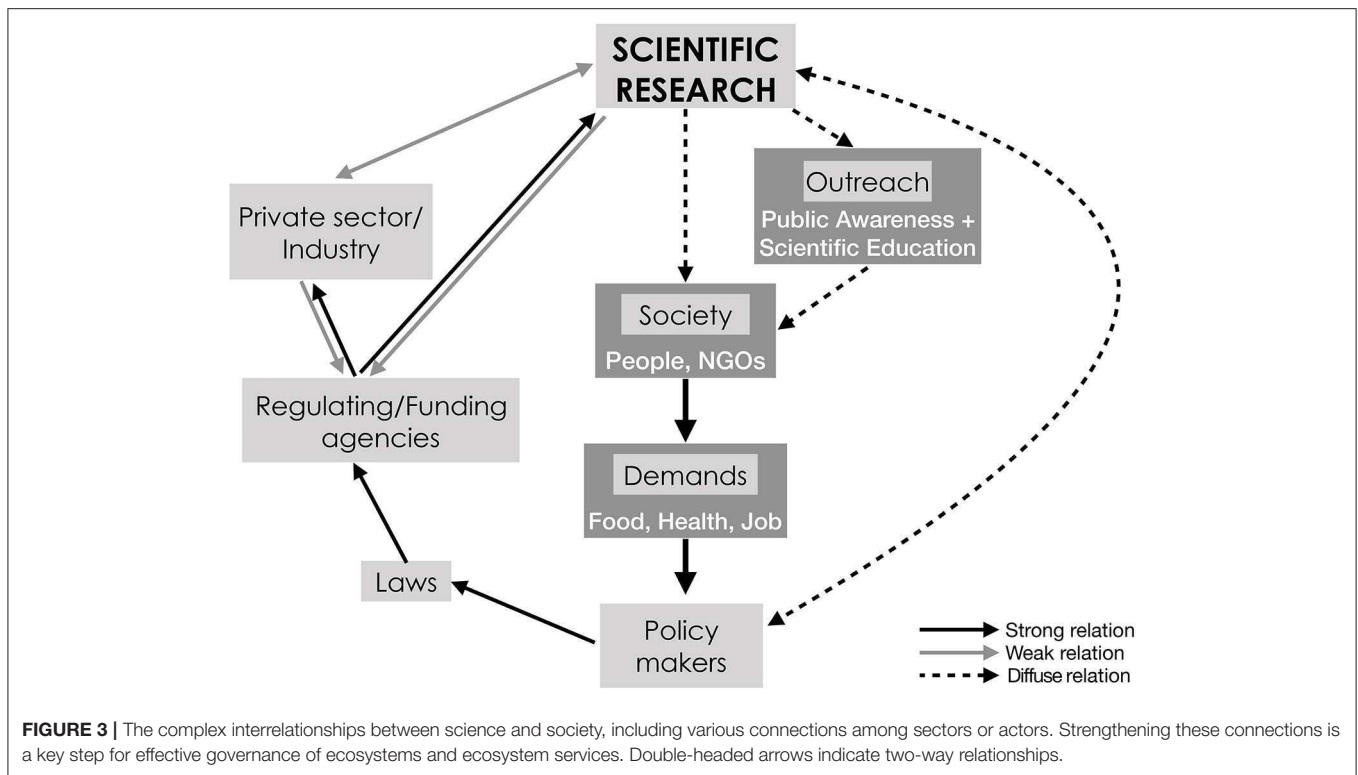 SCIENTIFIC
RESEARCH
Outreach
Public Awareness +
Scientific Education
Private sector/
Industry
Society
People, NGOs
Regulating/Funding
agencies
Demands
Food, Health, Job
Laws
Policy
makers
Strong relation
Weak relation
Diffuse relation
FIGURE 3 | The complex interrelationships between science and society, including various connections among sectors or actors. Strengthening these connections is
a key step for effective governance of ecosystems and ecosystem services. Double-headed arrows indicate two-way relationships.